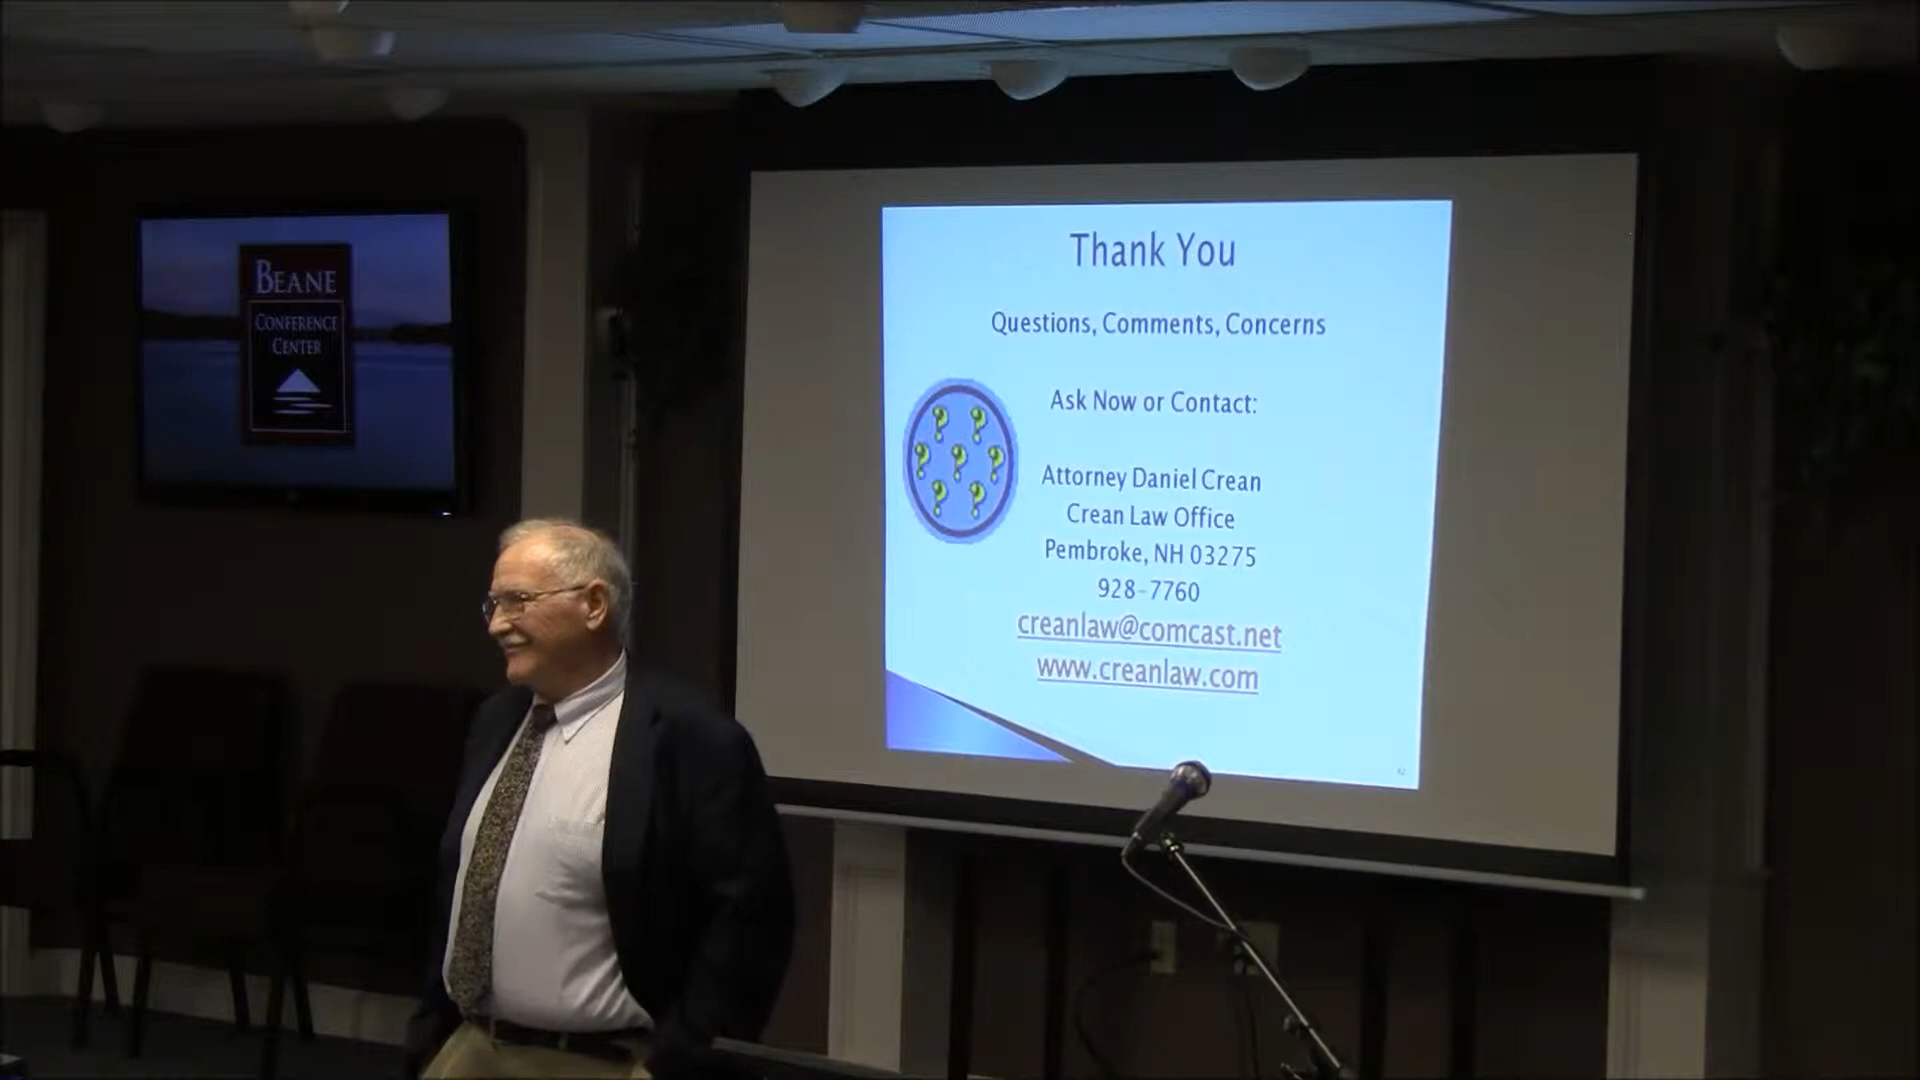 BEANE
CONFERENCE
CENTER
Thank You
Questions, Comments, Concerns
Ask Now or Contact:
Attorney Daniel Crean
Crean Law Office
Pembroke, NH 03275
928-7760
creanlaw@comcast.net
www.creanlaw.com